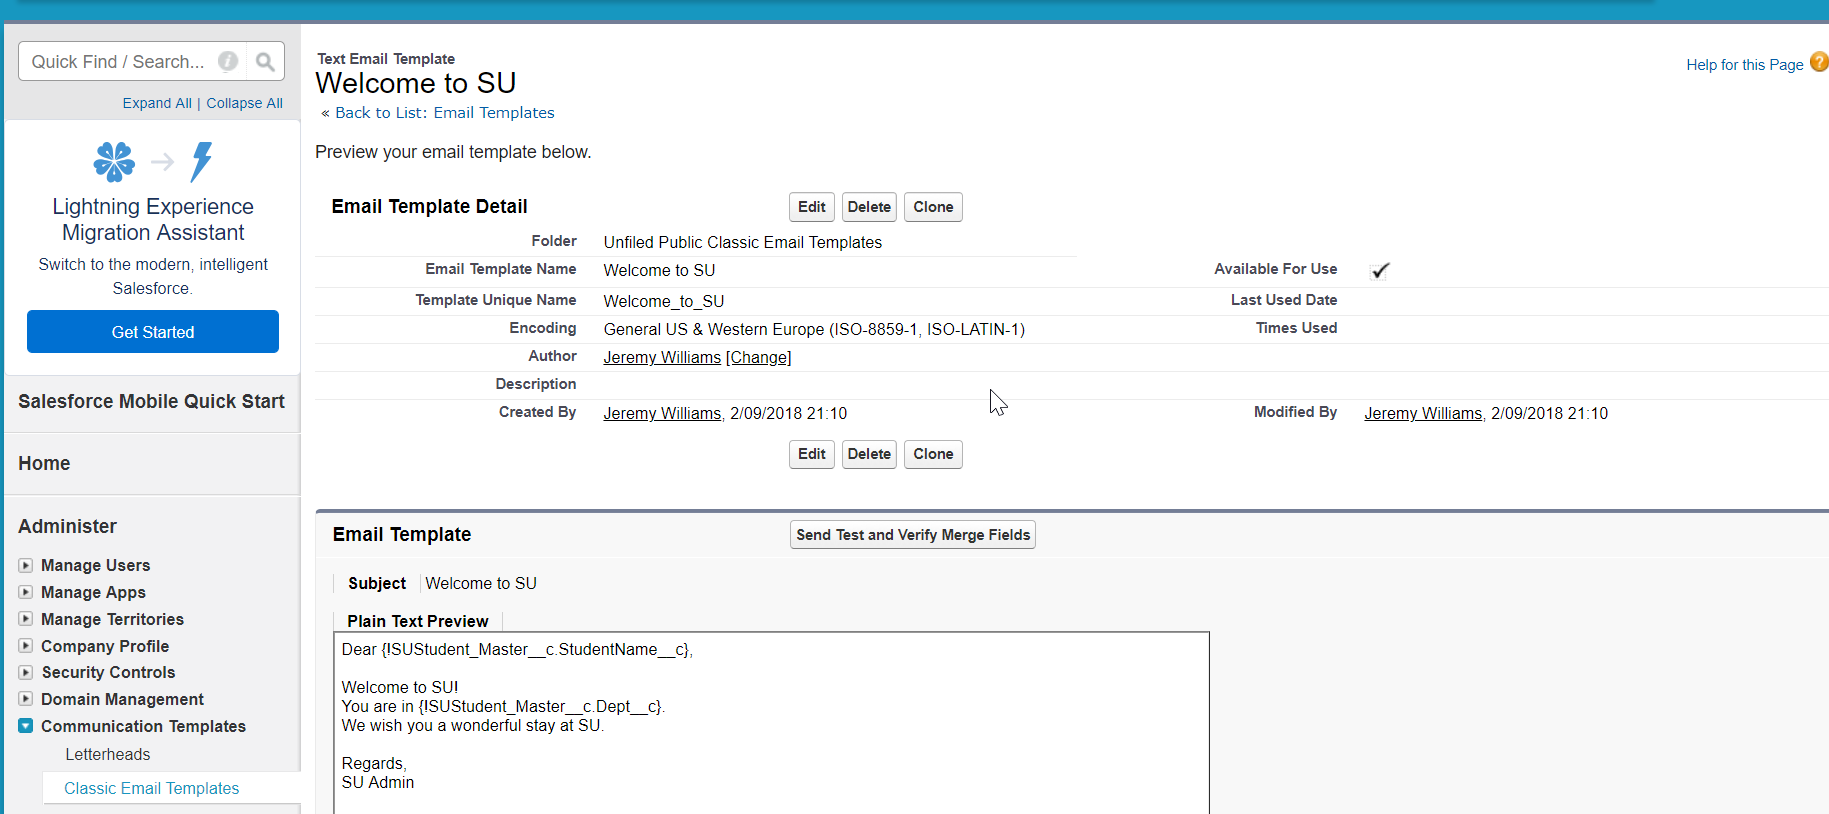 Quick Find / Search...
Expand All | Collapse All
Lightning Experience
Migration Assistant
Switch to the modern, intelligent
Salesforce.
Get Started
Salesforce Mobile Quick Start
Home
Administer
Manage Users
Manage Apps
Manage Territories
Company Profile
Security Controls
Domain Management
Communication Templates
Letterheads
Classic Email Templates
Text Email Template
Welcome to SU
« Back to List: Email Templates
Help for this Page ?
Preview your email template below.
Email Template Detail Edit Delete Clone
Folder Unfiled Public Classic Email Templates
Email Template Name Welcome to SU Available For Use
Template Unique Name Welcome_to_SU Last Used Date
Encoding General US & Western Europe (ISO-8859-1, ISO-LATIN-1) Times Used
Author Jeremy Williams [Change]
Description
Created By Jeremy Williams, 2/09/2018 21:10 Modified By Jeremy Williams, 2/09/2018 21:10
Edit Delete Clone
Email Template Send Test and Verify Merge Fields
Subject Welcome to SU
Plain Text Preview
Dear {!SUStudent_Master__c.StudentName__c},
Welcome to SU!
You are in {!SUStudent_Master__c.Dept__c}.
We wish you a wonderful stay at SU.
Regards,
SU Admin